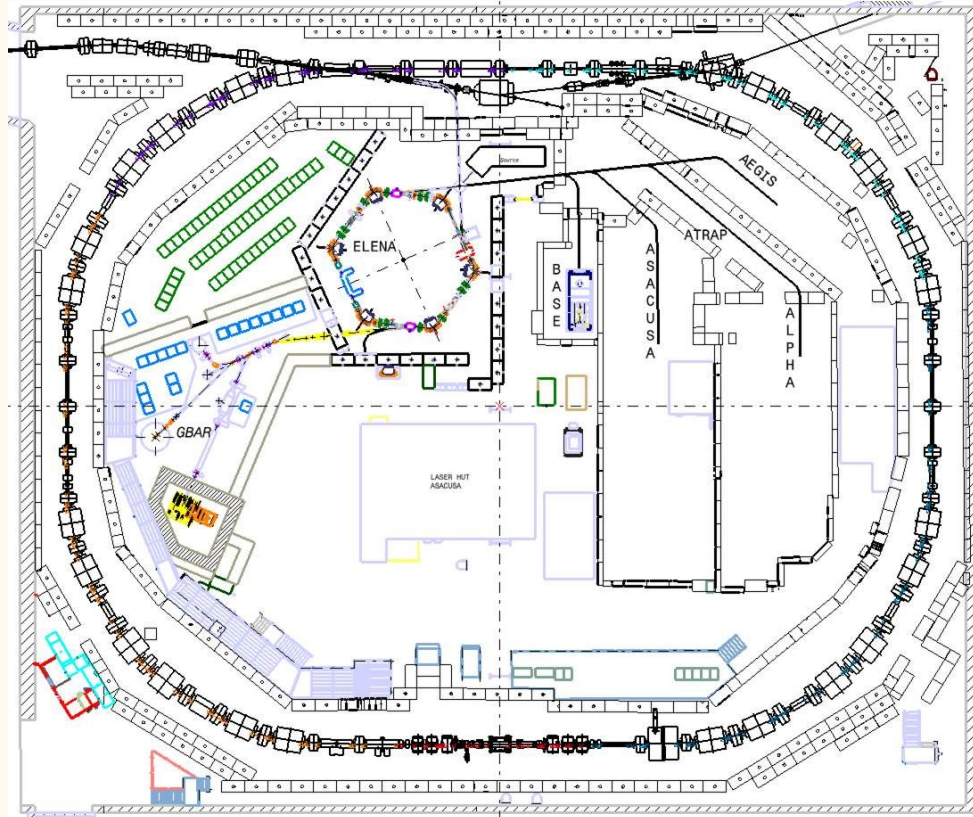 Source
AEGIS
ELENA
ATRAP
BASE
ASACUSA
ALPHA
GBAR
LASER HUT
ASACUSA